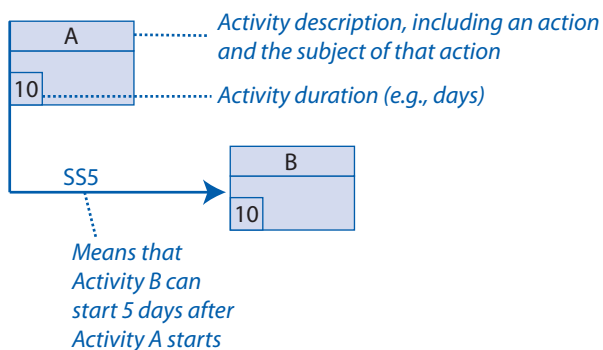 A
Activity description, including an action
and the subject of that action
10
Activity duration (e.g., days)
SS5
B
10
Means that
Activity B can
start 5 days after
Activity A starts